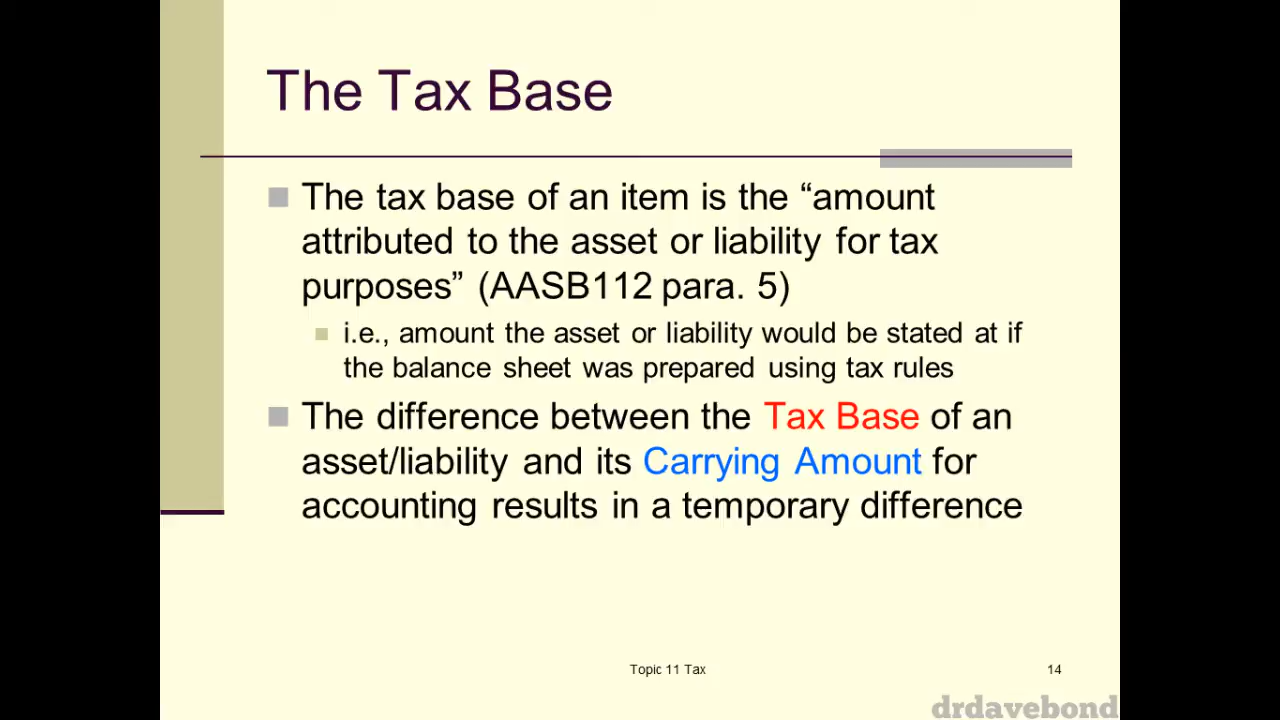 The Tax Base
The tax base of an item is the “amount
attributed to the asset or liability for tax
purposes” (AASB112 para. 5)
i.e., amount the asset or liability would be stated at if
the balance sheet was prepared using tax rules
The difference between the Tax Base of an
asset/liability and its Carrying Amount for
accounting results in a temporary difference
Topic 11 Tax
14
drdavebond